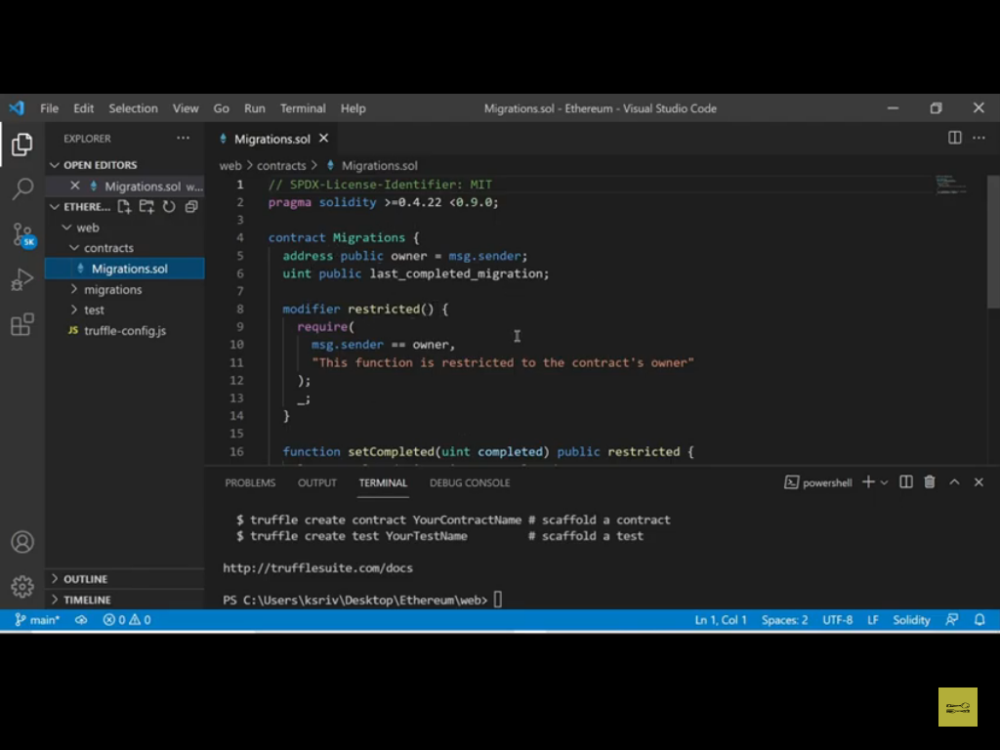 File Edit Selection View Go Run Terminal Help
Migrations.sol - Ethereum - Visual Studio Code
EXPLORER
OPEN EDITORS
Migrations.sol w...
ETHERE...
web
contracts
Migrations.sol
migrations
test
JS truffle-config.js
OUTLINE
TIMELINE
5K
Migrations.sol
web > contracts > Migrations.sol
1 // SPDX-License-Identifier: MIT
2 pragma solidity >=0.4.22 <0.9.0;
3
4 contract Migrations {
5 address public owner = msg.sender;
6 uint public last_completed_migration;
7
8 modifier restricted() {
9 require(
10 msg.sender == owner,
11 "This function is restricted to the contract's owner"
12 );
13 _;
14 }
15
16 function setCompleted(uint completed) public restricted {
PROBLEMS OUTPUT TERMINAL DEBUG CONSOLE
powershell
$ truffle create contract YourContractName # scaffold a contract
$ truffle create test YourTestName # scaffold a test
http://trufflesuite.com/docs
PS C:\Users\ksriv\Desktop\Ethereum\web>
main* 0 0
Ln 1, Col 1 Spaces: 2 UTF-8 LF Solidity